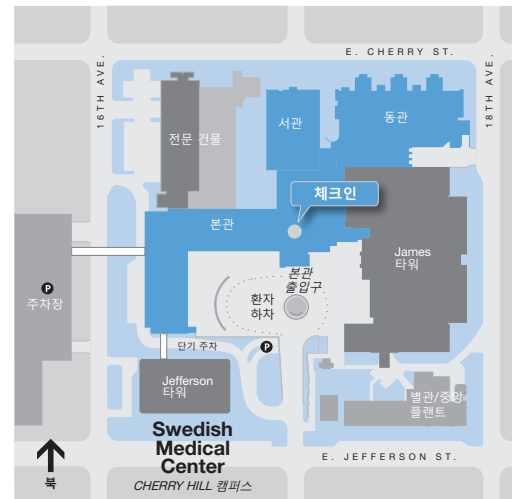 E. CHERRY ST.
16TH AVE.
18TH AVE.
전문 건물
서관
동관
체크인
본관
James
타워
본관
출입구
환자
하차
P
주차장
단기 주차
P
Jefferson
타워
별관/중앙
플랜트
Swedish
Medical
Center
CHERRY HILL 캠퍼스
E. JEFFERSON ST.
북